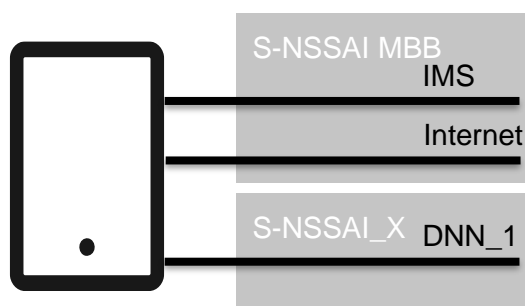 S-NSSAI MBB
IMS
Internet
S-NSSAI_X
DNN_1